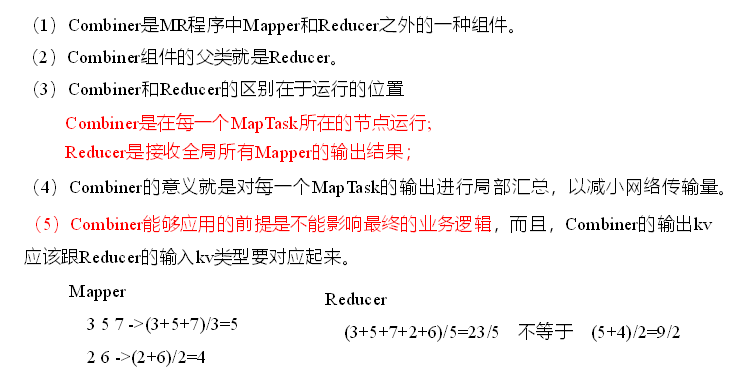 （1）Combiner是MR程序中Mapper和Reducer之外的一种组件。
（2）Combiner组件的父类就是Reducer。
（3）Combiner和Reducer的区别在于运行的位置
Combiner是在每一个MapTask所在的节点运行;
Reducer是接收全局所有Mapper的输出结果；
（4）Combiner的意义就是对每一个MapTask的输出进行局部汇总，以减小网络传输量。
（5）Combiner能够应用的前提是不能影响最终的业务逻辑，而且，Combiner的输出kv
应该跟Reducer的输入kv类型要对应起来。
Mapper
3 5 7 ->(3+5+7)/3=5
2 6 ->(2+6)/2=4
Reducer
(3+5+7+2+6)/5=23/5 不等于 (5+4)/2=9/2